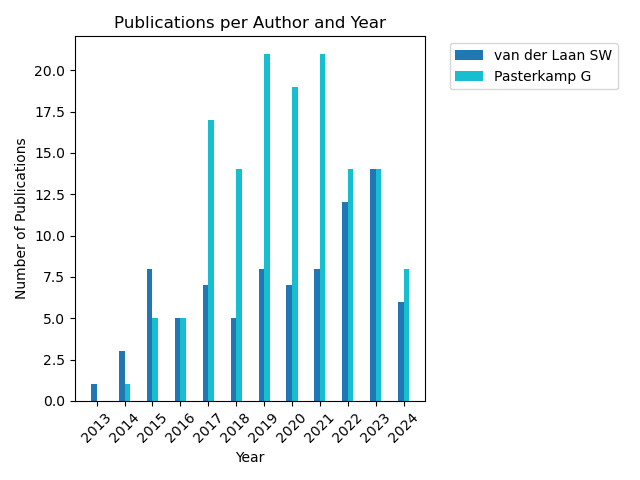 Publications per Author and Year
van der Laan SW
Pasterkamp G
Number of Publications
20.0
17.5
15.0
12.5
10.0
7.5
5.0
2.5
0.0
2013 2014 2015 2016 2017 2018 2019 2020 2021 2022 2023 2024
Year